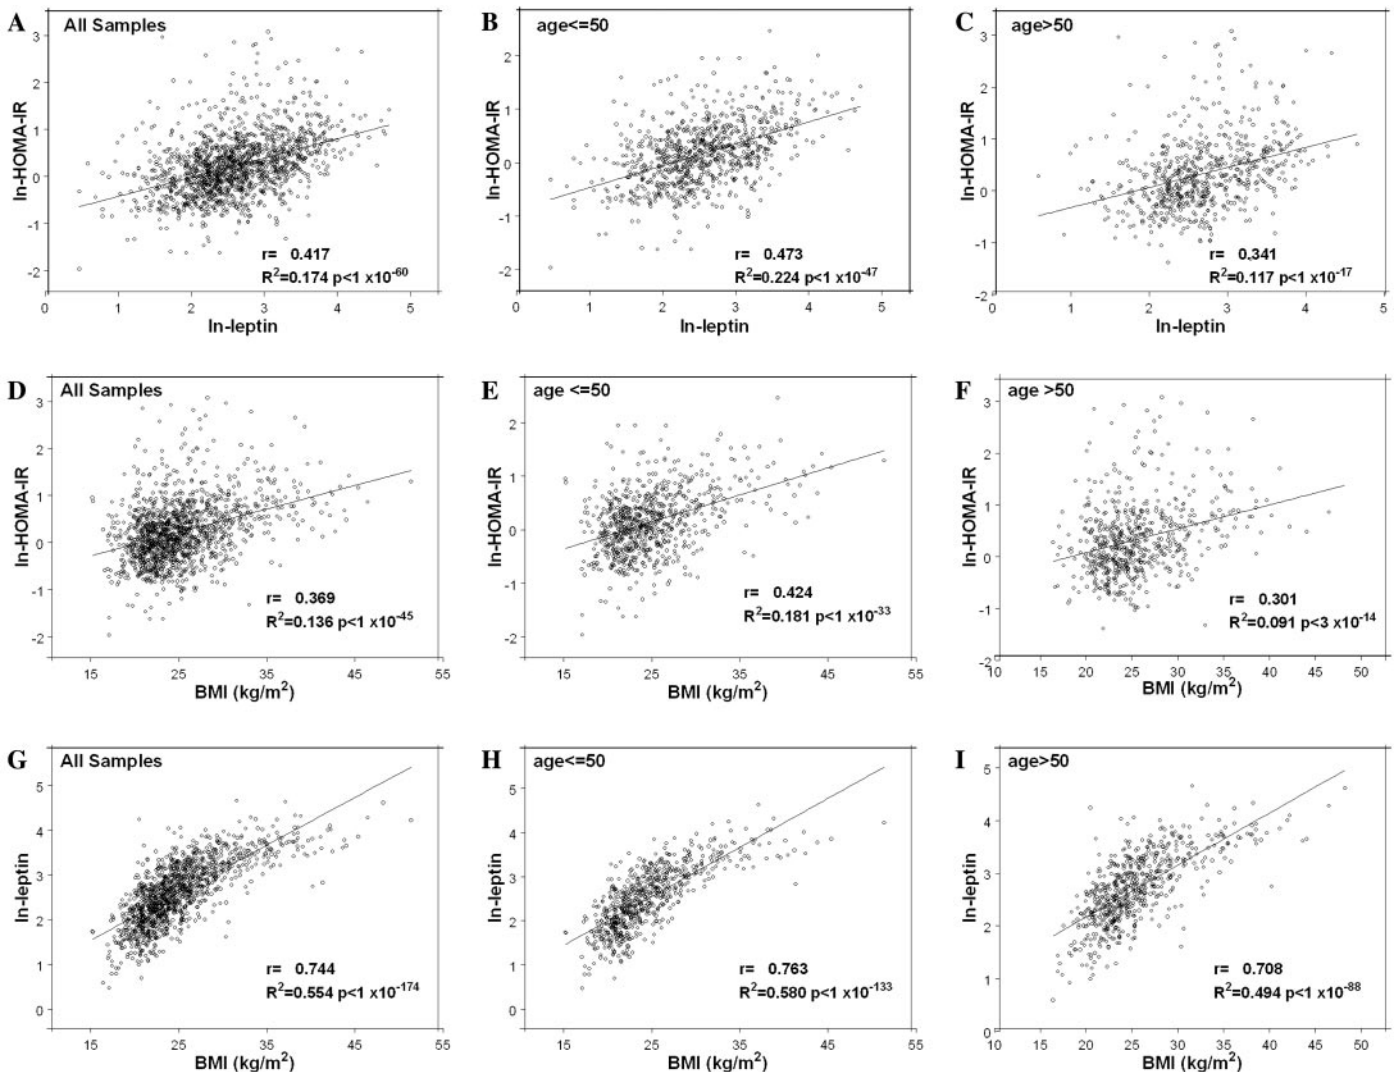 A All Samples
3
2
1
0
-1
-2
ln-HOMA-IR
r= 0.417
R²=0.174 p<1 x10⁻⁶⁰
0 1 2 3 4 5
ln-leptin
B age<=50
2
1
0
-1
-2
ln-HOMA-IR
r= 0.473
R²=0.224 p<1 x10⁻⁴⁷
0 1 2 3 4 5
ln-leptin
C age>50
3
2
1
0
-1
-2
ln-HOMA-IR
r= 0.341
R²=0.117 p<1 x10⁻¹⁷
0 1 2 3 4 5
ln-leptin
D All Samples
3
2
1
0
-1
-2
ln-HOMA-IR
r= 0.369
R²=0.136 p<1 x10⁻⁴⁵
15 25 35 45 55
BMI (kg/m²)
E age <=50
2
1
0
-1
-2
ln-HOMA-IR
r= 0.424
R²=0.181 p<1 x10⁻³³
15 25 35 45 55
BMI (kg/m²)
F age >50
3
2
1
0
-1
-2
ln-HOMA-IR
r= 0.301
R²=0.091 p<3 x10⁻¹⁴
10 15 20 25 30 35 40 45 50
BMI (kg/m²)
G All Samples
5
4
3
2
1
0
ln-leptin
r= 0.744
R²=0.554 p<1 x10⁻¹⁷⁴
15 25 35 45 55
BMI (kg/m²)
H age<=50
5
4
3
2
1
0
ln-leptin
r= 0.763
R²=0.580 p<1 x10⁻¹³³
15 25 35 45 55
BMI (kg/m²)
I age>50
5
4
3
2
1
0
ln-leptin
r= 0.708
R²=0.494 p<1 x10⁻⁸⁸
10 15 20 25 30 35 40 45 50
BMI (kg/m²)